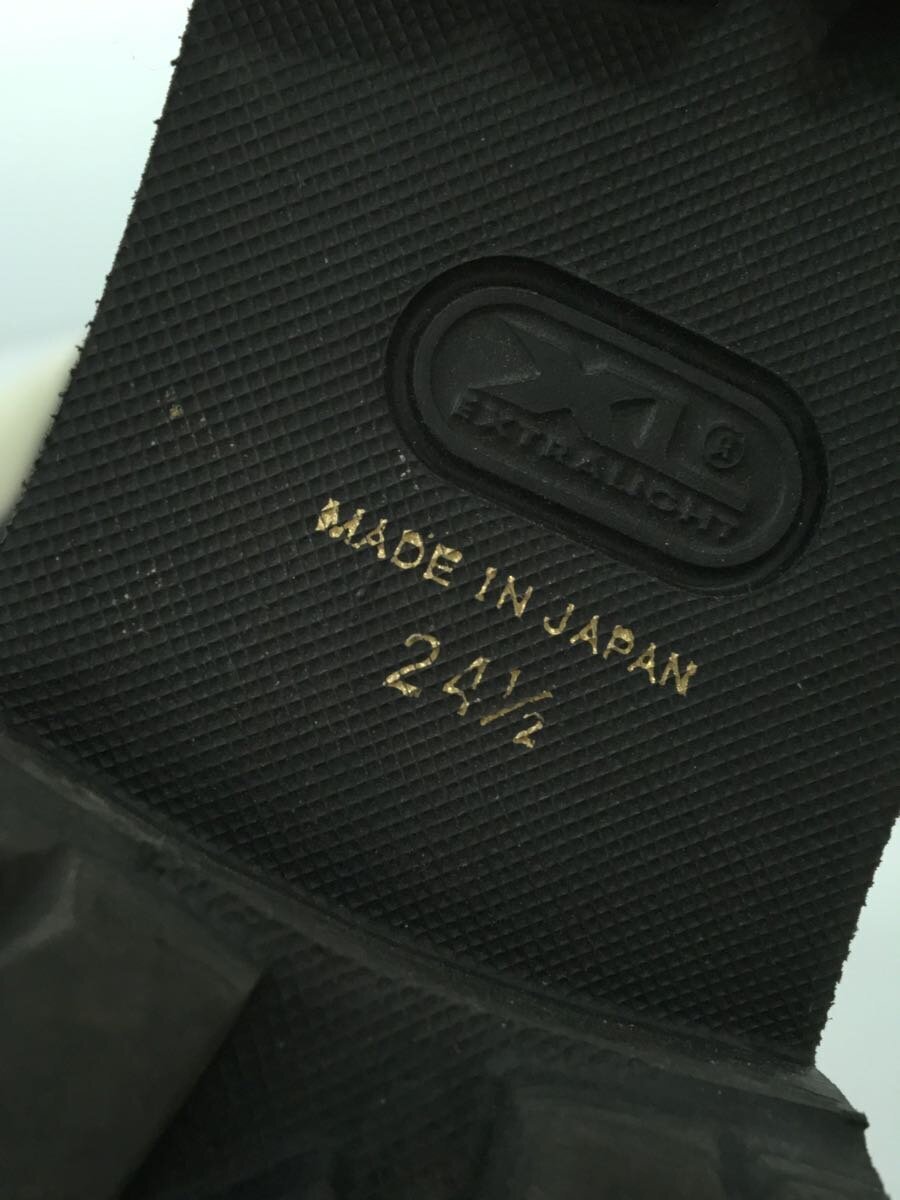 XL®
EXTRALIGHT
MADE IN JAPAN
24 1/2